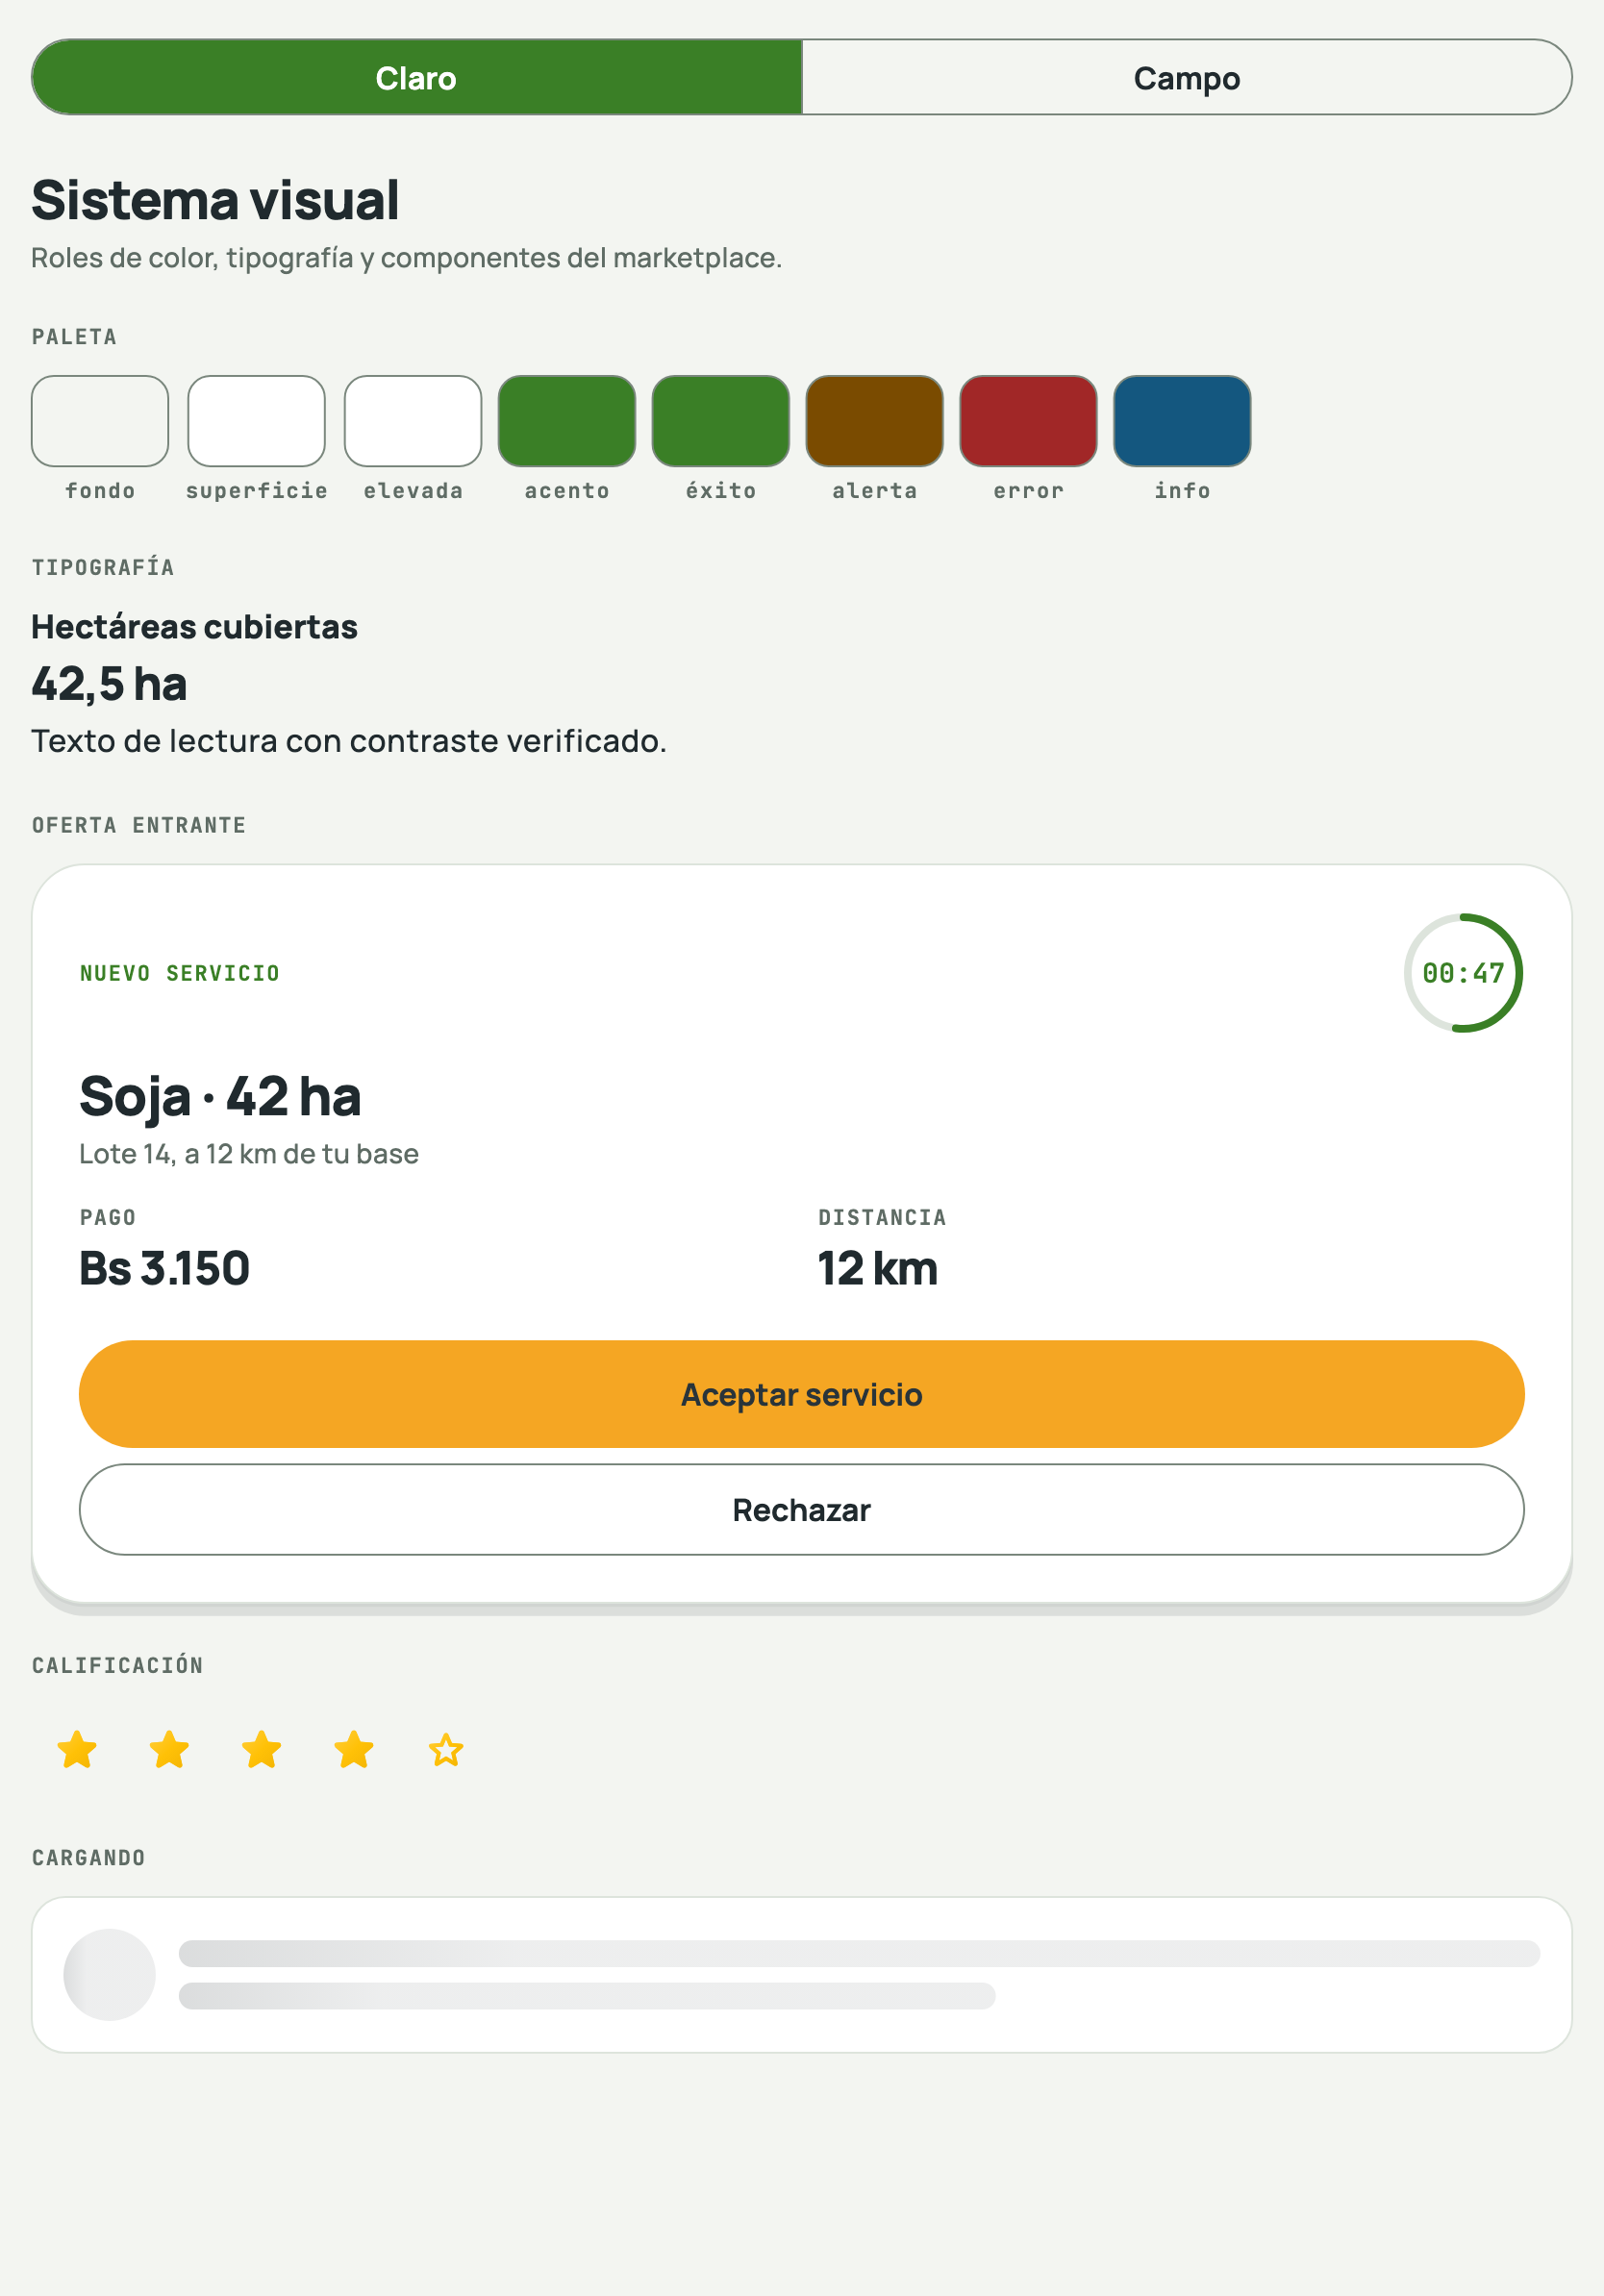 Claro Campo
Sistema visual
Roles de color, tipografía y componentes del marketplace.
PALETA
fondo superficie elevada acento éxito alerta error info
TIPOGRAFÍA
Hectáreas cubiertas
42,5 ha
Texto de lectura con contraste verificado.
OFERTA ENTRANTE
NUEVO SERVICIO 00:47
Soja · 42 ha
Lote 14, a 12 km de tu base
PAGO DISTANCIA
Bs 3.150 12 km
Aceptar servicio
Rechazar
CALIFICACIÓN
CARGANDO